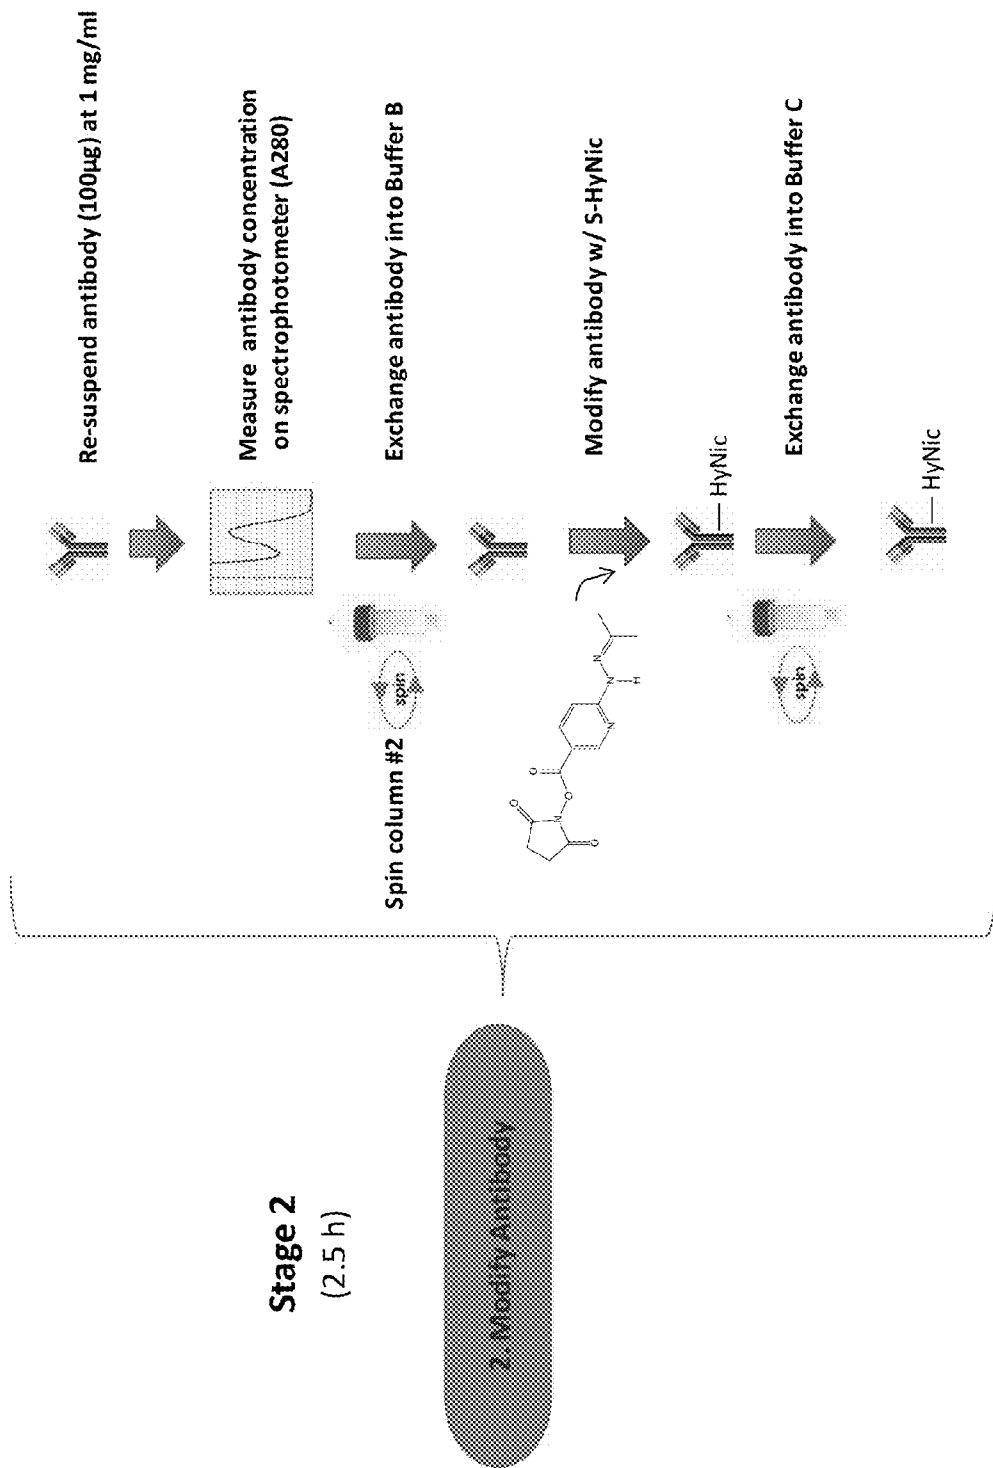 Stage 2
(2.5 h)
2. Modify Antibody
Re-suspend antibody (100µg) at 1 mg/ml
Measure antibody concentration
on spectrophotometer (A280)
Spin column #2
spin
Exchange antibody into Buffer B
O
O
O
O
N
N
N
N
H
Modify antibody w/ S-HyNic
HyNic
spin
Exchange antibody into Buffer C
HyNic